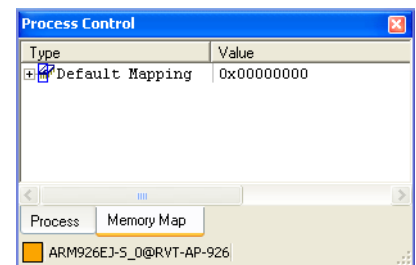 Process Control
Type Value
Default Mapping 0x00000000
Process Memory Map
ARM926EJ-S_0@RVT-AP-926